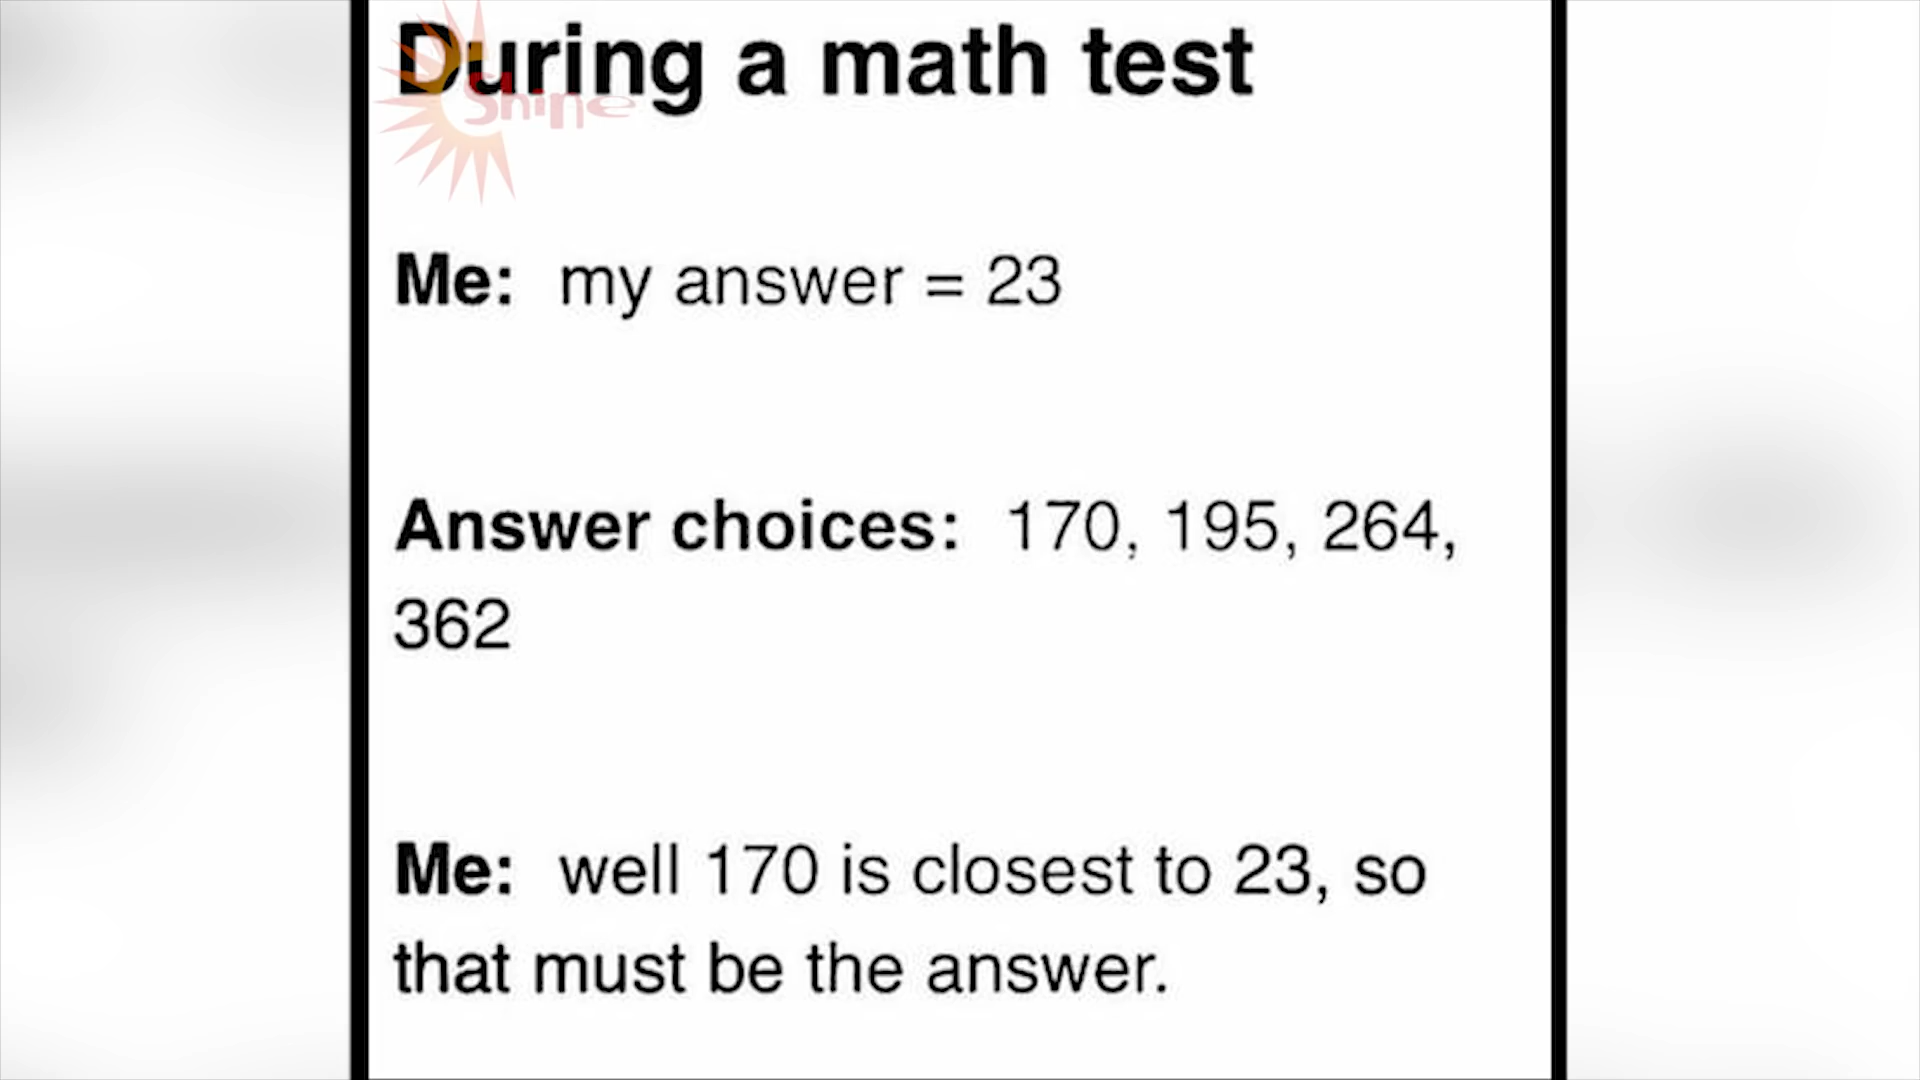 During a math test
Shine
Me: my answer = 23
Answer choices: 170, 195, 264,
362
Me: well 170 is closest to 23, so
that must be the answer.